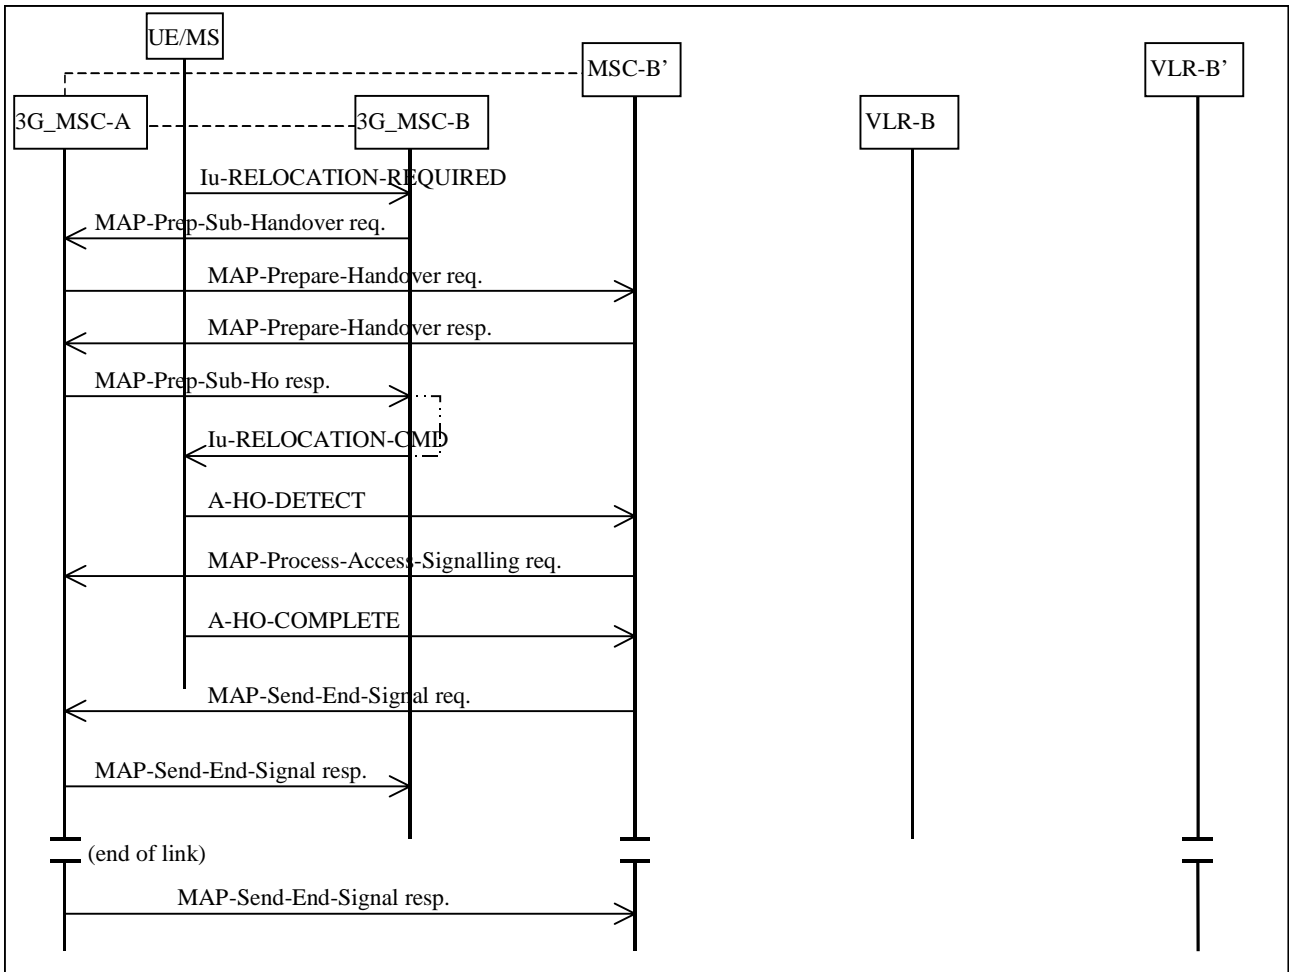 UE/MS
MSC-B’
VLR-B’
3G_MSC-A
3G_MSC-B
VLR-B
Iu-RELOCATION-REQUIRED
MAP-Prep-Sub-Handover req.
MAP-Prepare-Handover req.
MAP-Prepare-Handover resp.
MAP-Prep-Sub-Ho resp.
Iu-RELOCATION-CMD
A-HO-DETECT
MAP-Process-Access-Signalling req.
A-HO-COMPLETE
MAP-Send-End-Signal req.
MAP-Send-End-Signal resp.
(end of link)
MAP-Send-End-Signal resp.